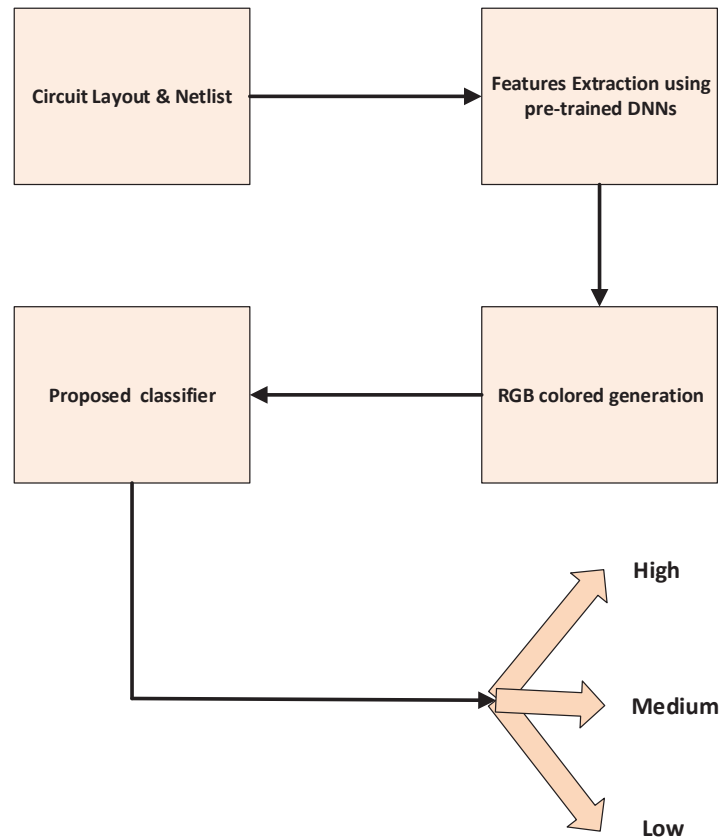 Circuit Layout & Netlist
Features Extraction using
pre-trained DNNs
RGB colored generation
Proposed classifier
High
Medium
Low